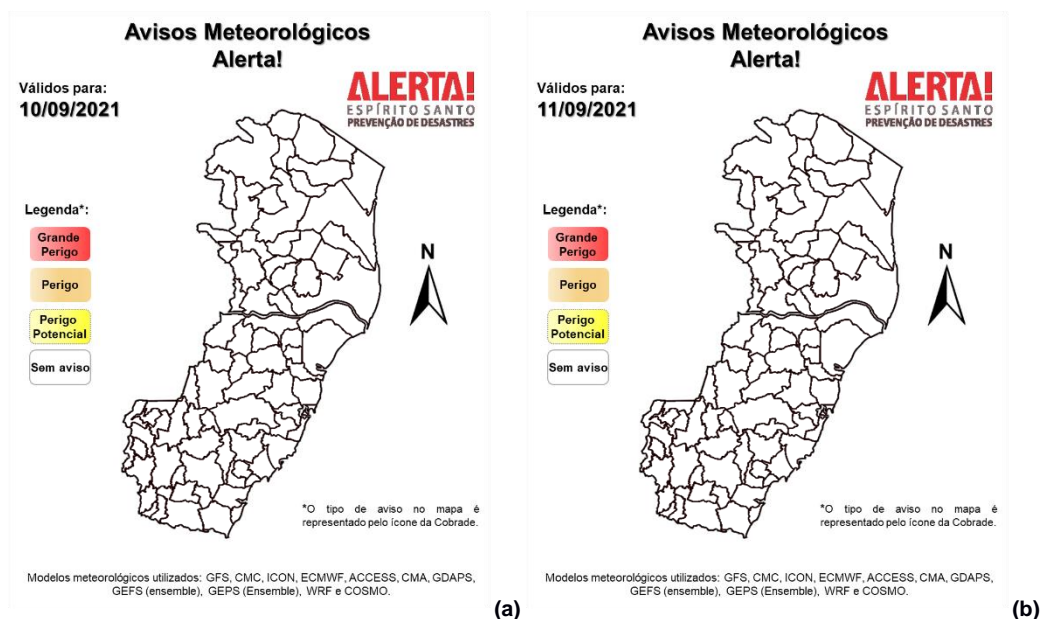 Avisos Meteorológicos
Alerta!
Válidos para:
10/09/2021
ALERTA!
ESPÍRITO SANTO
PREVENÇÃO DE DESASTRES
Legenda*:
Grande
Perigo
Perigo
Perigo
Potencial
Sem aviso
N
*O tipo de aviso no mapa é
representado pelo ícone da Cobrade.
Modelos meteorológicos utilizados: GFS, CMC, ICON, ECMWF, ACCESS, CMA, GDAPS,
GEFS (ensemble), GEPS (Ensemble), WRF e COSMO.
(a)
Avisos Meteorológicos
Alerta!
Válidos para:
11/09/2021
ALERTA!
ESPÍRITO SANTO
PREVENÇÃO DE DESASTRES
Legenda*:
Grande
Perigo
Perigo
Perigo
Potencial
Sem aviso
N
*O tipo de aviso no mapa é
representado pelo ícone da Cobrade.
Modelos meteorológicos utilizados: GFS, CMC, ICON, ECMWF, ACCESS, CMA, GDAPS,
GEFS (ensemble), GEPS (Ensemble), WRF e COSMO.
(b)